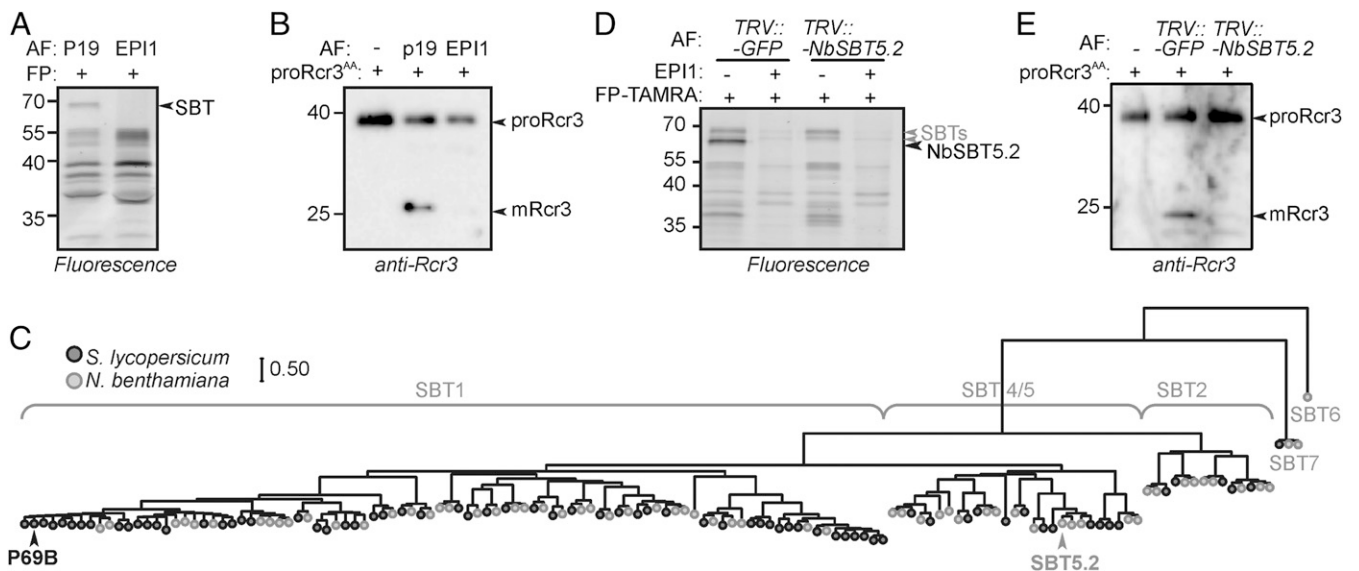 A
AF: P19 EPI1
FP: + +
70
55
40
35
SBT
Fluorescence
B
AF: - p19 EPI1
proRcr3AA: + + +
40
25
proRcr3
mRcr3
anti-Rcr3
D
TRV:: TRV::
AF: -GFP -NbSBT5.2
EPI1: - + - +
FP-TAMRA: + + + +
70
55
40
35
SBTs
NbSBT5.2
Fluorescence
E
TRV:: TRV::
AF: - -GFP -NbSBT5.2
proRcr3AA: + + +
40
25
proRcr3
mRcr3
anti-Rcr3
C
S. lycopersicum
N. benthamiana
0.50
SBT1
SBT 4/5
SBT2
SBT6
SBT7
P69B
SBT5.2